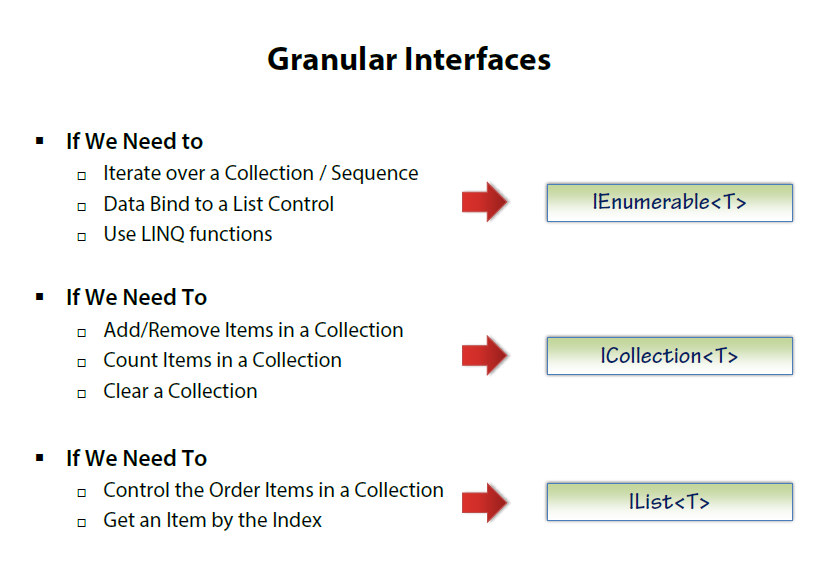 Granular Interfaces
If We Need to
Iterate over a Collection / Sequence
Data Bind to a List Control
IEnumerable<T>
Use LINQ functions
If We Need To
Add/Remove Items in a Collection
Count Items in a Collection
ICollection<T>
Clear a Collection
If We Need To
Control the Order Items in a Collection
IList<T>
Get an Item by the Index